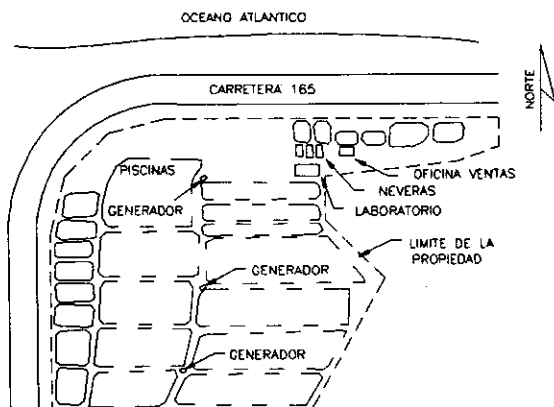 OCEANO ATLANTICO
CARRETERA 165
NORTE
PISCINAS
OFICINA VENTAS
NEVERAS
GENERADOR
LABORATORIO
LIMITE DE LA
PROPIEDAD
GENERADOR
GENERADOR